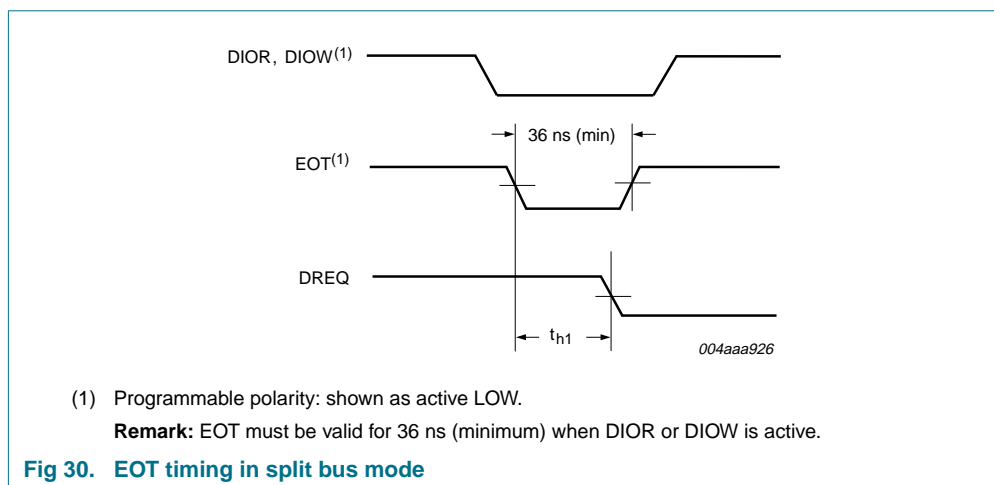 DIOR, DIOW(1)
36 ns (min)
EOT(1)
DREQ
th1
004aaa926
(1) Programmable polarity: shown as active LOW.
Remark: EOT must be valid for 36 ns (minimum) when DIOR or DIOW is active.
Fig 30. EOT timing in split bus mode